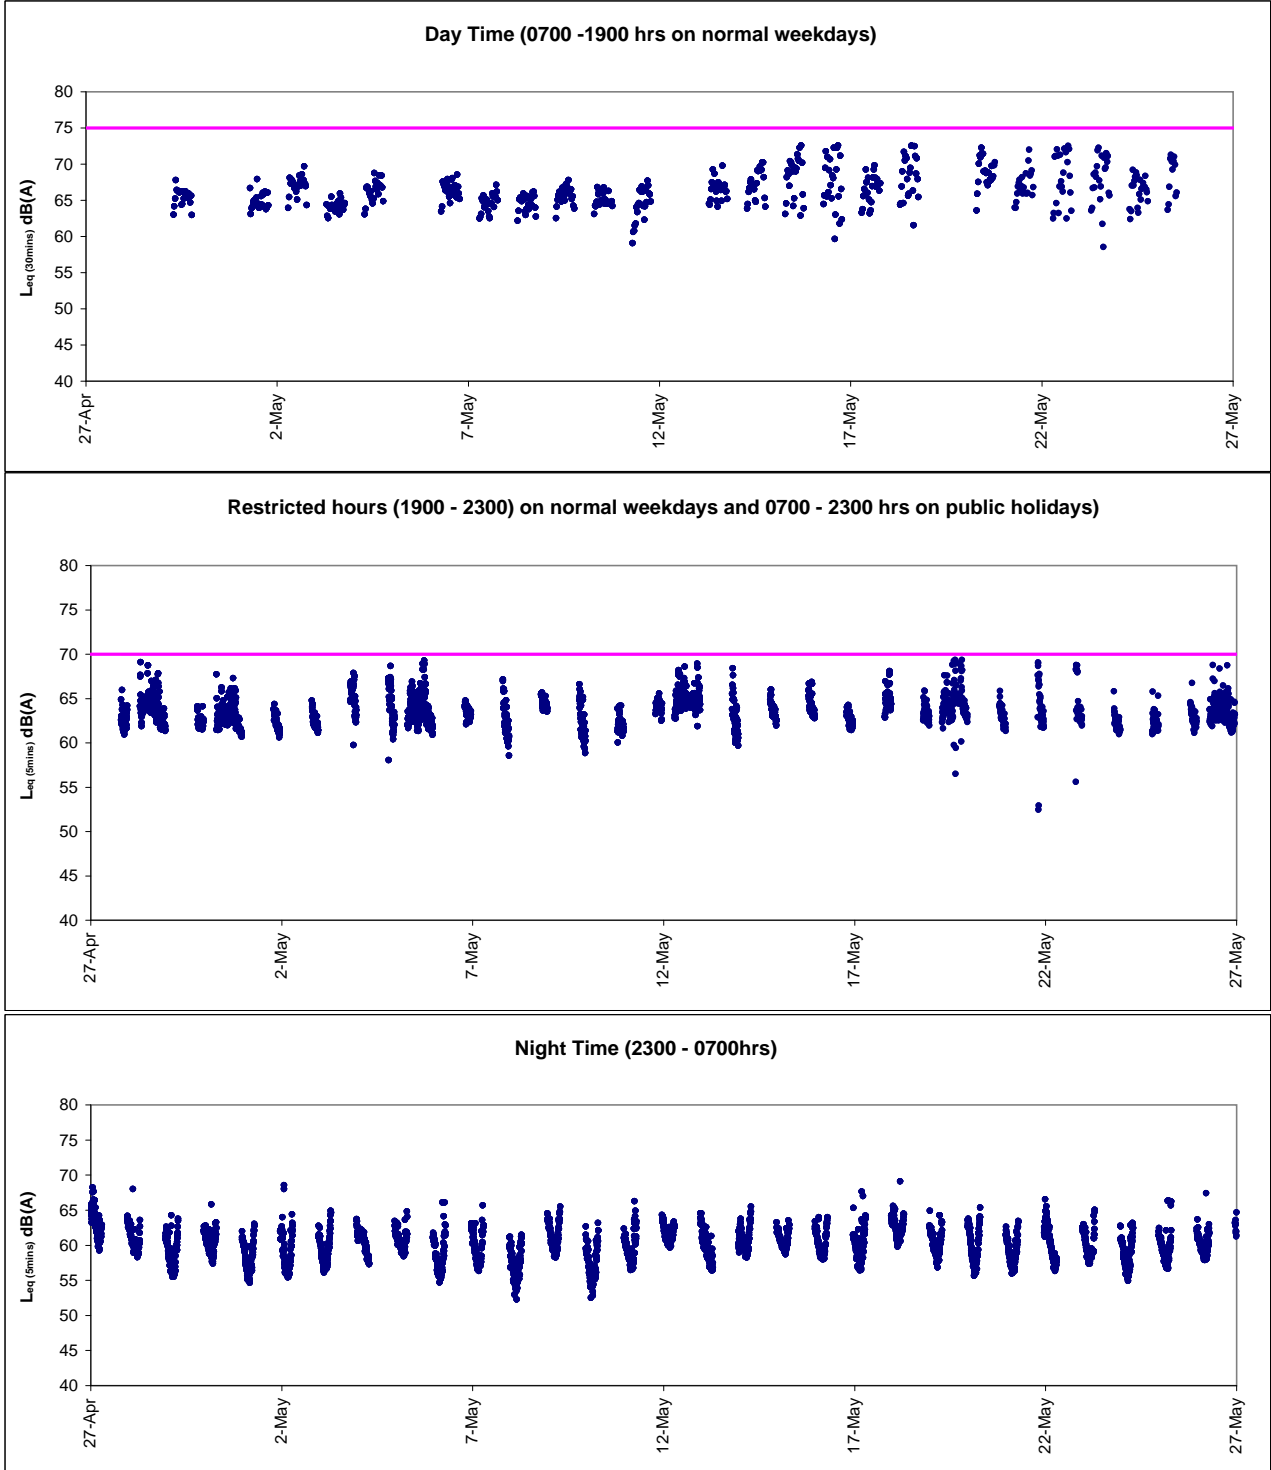 Day Time (0700 -1900 hrs on normal weekdays)
80
75
70
65
60
55
50
45
40
Leq (30mins) dB(A)
27-Apr
2-May
7-May
12-May
17-May
22-May
27-May
Restricted hours (1900 - 2300) on normal weekdays and 0700 - 2300 hrs on public holidays)
80
75
70
65
60
55
50
45
40
Leq (5mins) dB(A)
27-Apr
2-May
7-May
12-May
17-May
22-May
27-May
Night Time (2300 - 0700hrs)
80
75
70
65
60
55
50
45
40
Leq (5mins) dB(A)
27-Apr
2-May
7-May
12-May
17-May
22-May
27-May